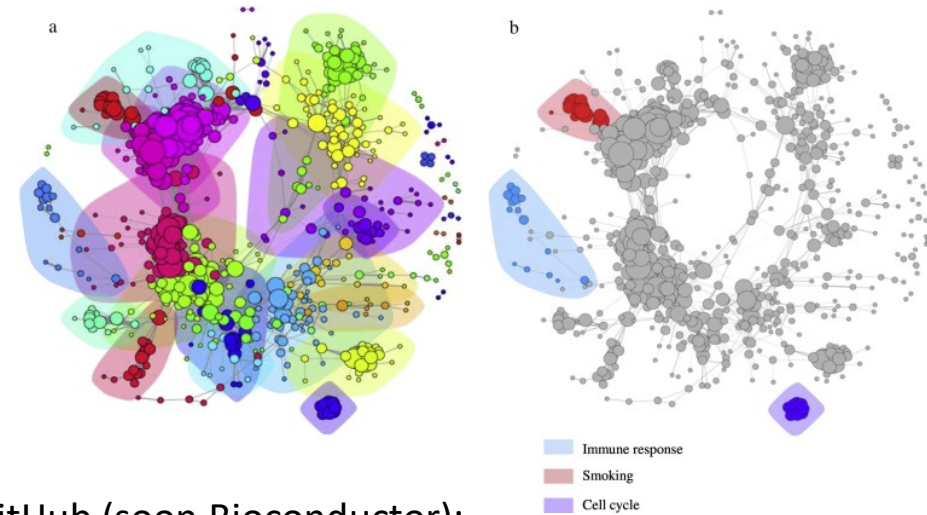 a
b
Immune response
Smoking
Cell cycle
itHub (soon Bioconductor):